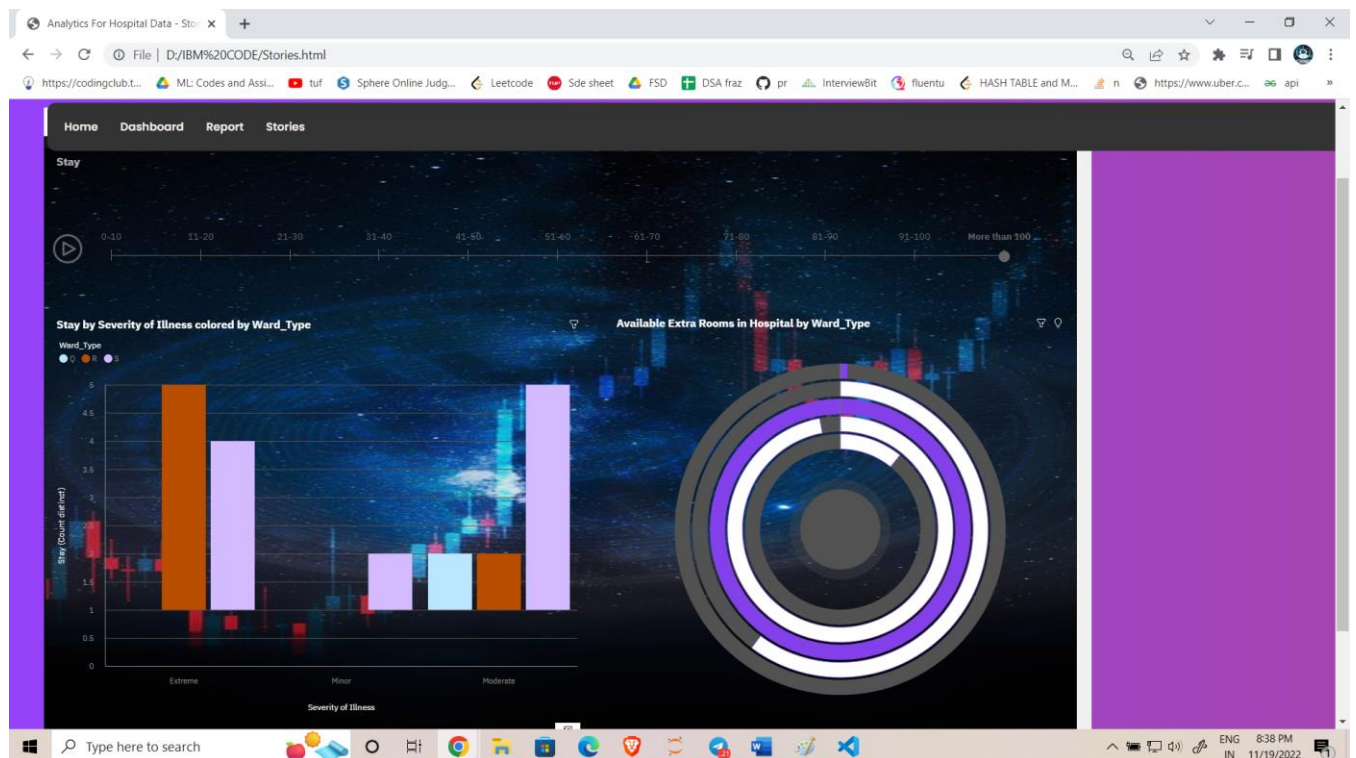 Analytics For Hospital Data - Stor
File | D:/IBM%20CODE/Stories.html
https://codingclub.t... ML: Codes and Assi... tuf Sphere Online Judg... Leetcode Sde sheet FSD DSA fraz pr InterviewBit fluentu HASH TABLE and M... n https://www.uber.c... api »
Home Dashboard Report Stories
Stay
0-10 11-20 21-30 31-40 41-50 51-60 61-70 71-80 81-90 91-100 More than 100
Stay by Severity of Illness colored by Ward_Type
Ward_Type
Q R S
Available Extra Rooms in Hospital by Ward_Type
Stay (Count distinct)
5
4.5
4
3.5
3
2.5
2
1.5
1
0.5
0
Extreme Minor Moderate
Severity of Illness
Type here to search
ENG 8:38 PM
IN 11/19/2022